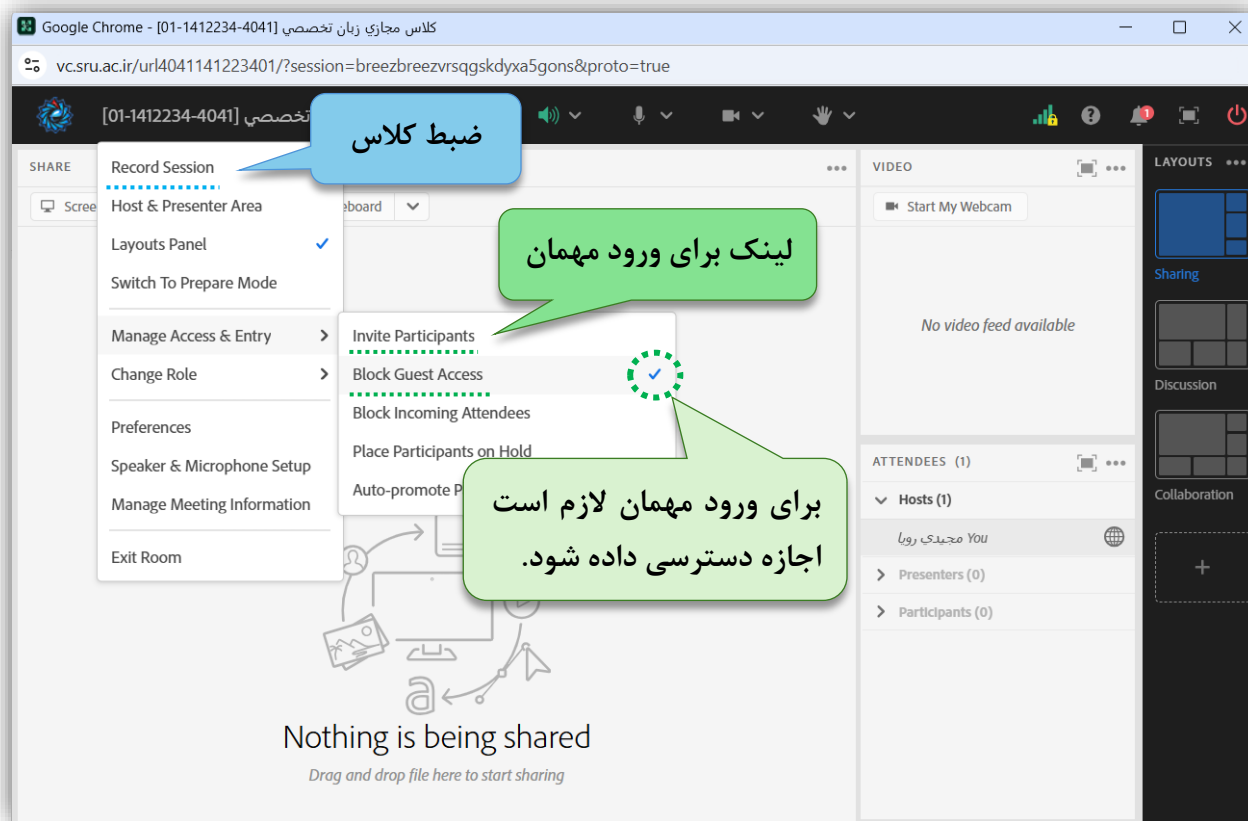 Google Chrome - [01-1412234-4041] کلاس مجازي زبان تخصصي
vc.sru.ac.ir/url4041141223401/?session=breezbreezvrsqgskdyxa5gons&proto=true
[01-1412234-4041] تخصصي
ضبط کلاس
1
SHARE
Record Session
Host & Presenter Area
Layouts Panel
Switch To Prepare Mode
Manage Access & Entry
Change Role
Preferences
Speaker & Microphone Setup
Manage Meeting Information
Exit Room
Scree
eboard
لینک برای ورود مهمان
Invite Participants
Block Guest Access
Block Incoming Attendees
Place Participants on Hold
Auto-promote P
برای ورود مهمان لازم است
اجازه دسترسی داده شود.
a
Nothing is being shared
Drag and drop file here to start sharing
VIDEO
Start My Webcam
No video feed available
ATTENDEES (1)
Hosts (1)
مجيدي رويا You
Presenters (0)
Participants (0)
LAYOUTS
Sharing
Discussion
Collaboration